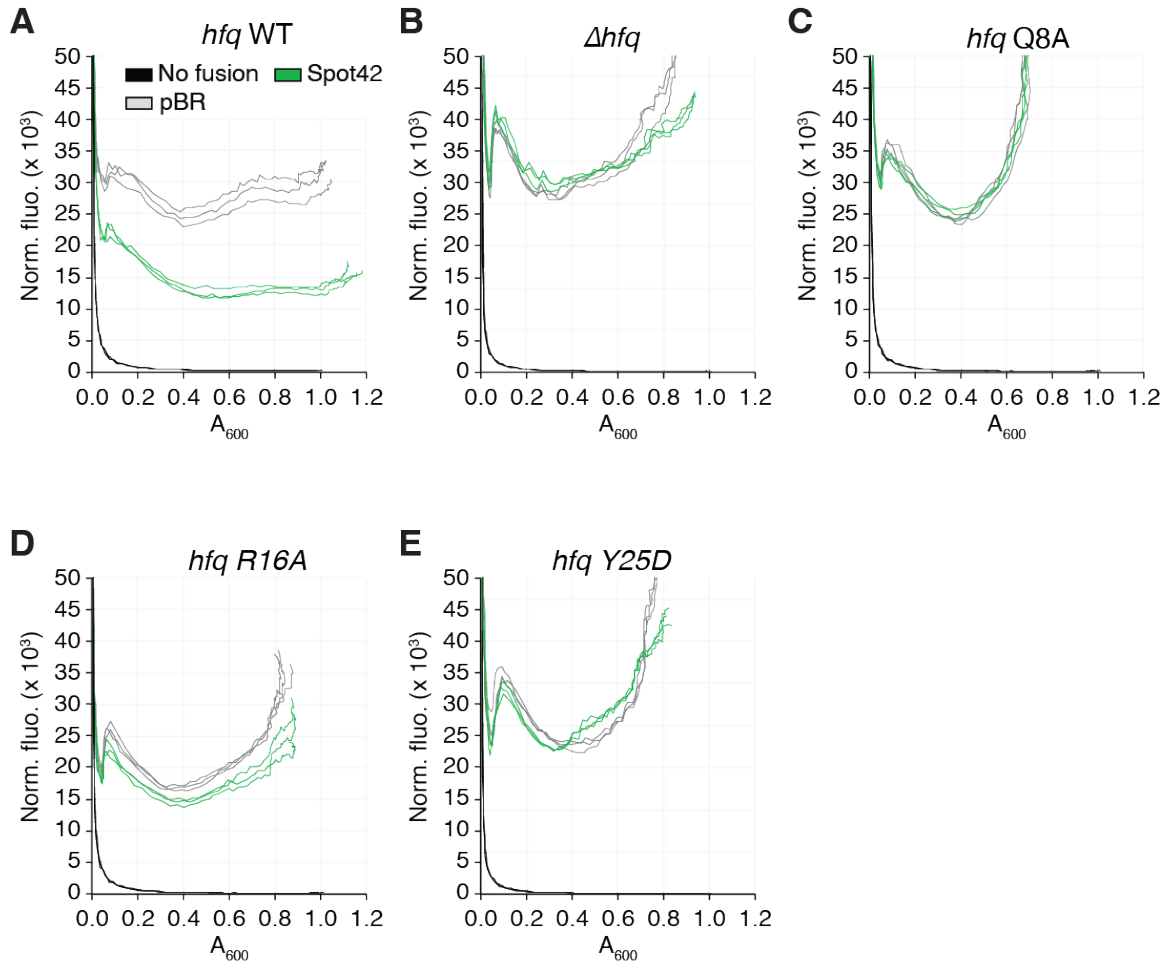 A
hfq WT
No fusion
Spot42
pBR
Norm. fluo. (x 10³)
50
45
40
35
30
25
20
15
10
5
0
0.0 0.2 0.4 0.6 0.8 1.0 1.2
A₆₀₀
B
Δhfq
Norm. fluo. (x 10³)
50
45
40
35
30
25
20
15
10
5
0
0.0 0.2 0.4 0.6 0.8 1.0 1.2
A₆₀₀
C
hfq Q8A
Norm. fluo. (x 10³)
50
45
40
35
30
25
20
15
10
5
0
0.0 0.2 0.4 0.6 0.8 1.0 1.2
A₆₀₀
D
hfq R16A
Norm. fluo. (x 10³)
50
45
40
35
30
25
20
15
10
5
0
0.0 0.2 0.4 0.6 0.8 1.0 1.2
A₆₀₀
E
hfq Y25D
Norm. fluo. (x 10³)
50
45
40
35
30
25
20
15
10
5
0
0.0 0.2 0.4 0.6 0.8 1.0 1.2
A₆₀₀